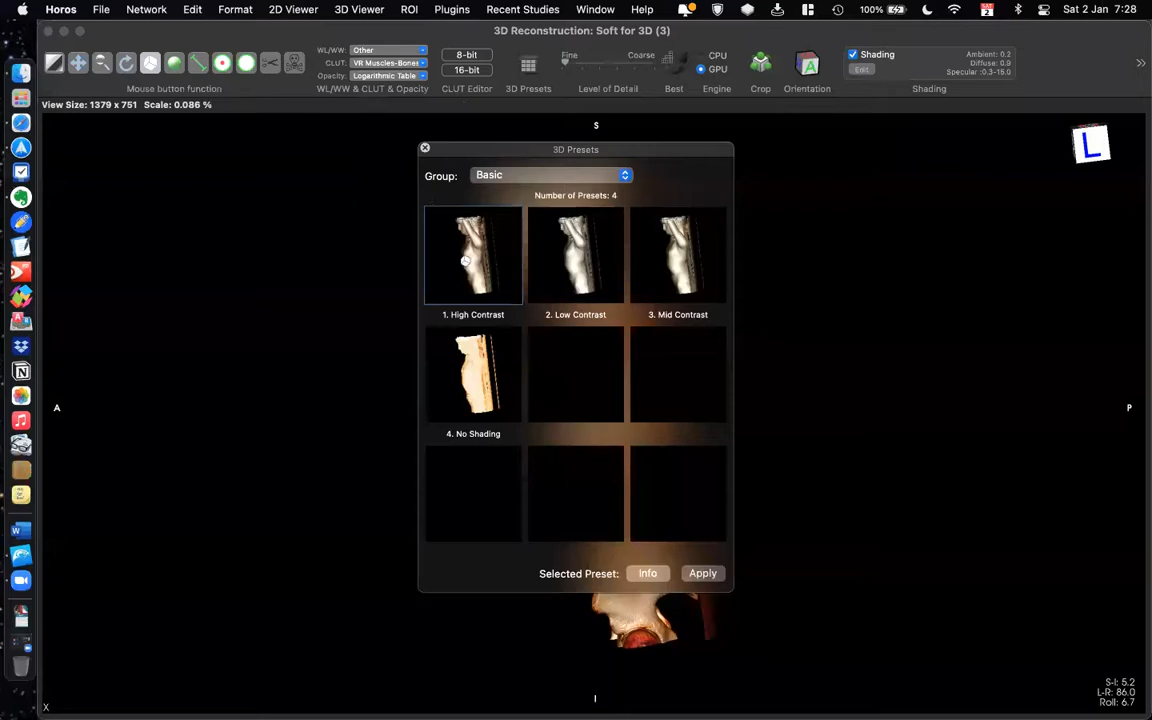 Horos File Network Edit Format 2D Viewer 3D Viewer ROI Plugins Recent Studies Window Help 100% Sat 2 Jan 7:28
3D Reconstruction: Soft for 3D (3)
WL/WW: Other
CLUT: VR Muscles-Bones
Opacity: Logarithmic Table
8-bit
16-bit
Fine Coarse
CPU
GPU
Shading
Edit
Ambient: 0.2
Diffuse: 0.9
Specular :0.3-15.0
Mouse button function WL/WW & CLUT & Opacity CLUT Editor 3D Presets Level of Detail Best Engine Crop Orientation Shading
View Size: 1379 x 751 Scale: 0.086 %
S
L
3D Presets
Group: Basic
Number of Presets: 4
1. High Contrast 2. Low Contrast 3. Mid Contrast
A
P
4. No Shading
Selected Preset: Info Apply
I
X
S-I: 5.2
L-R: 86.0
Roll: 6.7